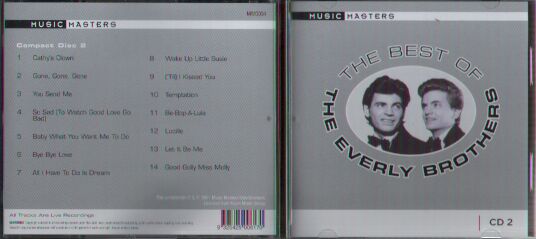 MUSIC MASTERS
Compact Disc 2
1 Cathy's Clown
2 Gone, Gone, Gone
3 You Send Me
4 So Sad (To Watch Good Love Go Bad)
5 Baby What You Want Me To Do
6 Bye Bye Love
7 All I Have To Do Is Dream
8 Wake Up Little Susie
9 ('Til) I Kissed You
10 Temptation
11 Be-Bop-A-Lula
12 Lucille
13 Let It Be Me
14 Good Golly Miss Molly
All Tracks Are Live Recordings
MUSIC MASTERS
THE BEST OF
THE EVERLY BROTHERS
CD 2